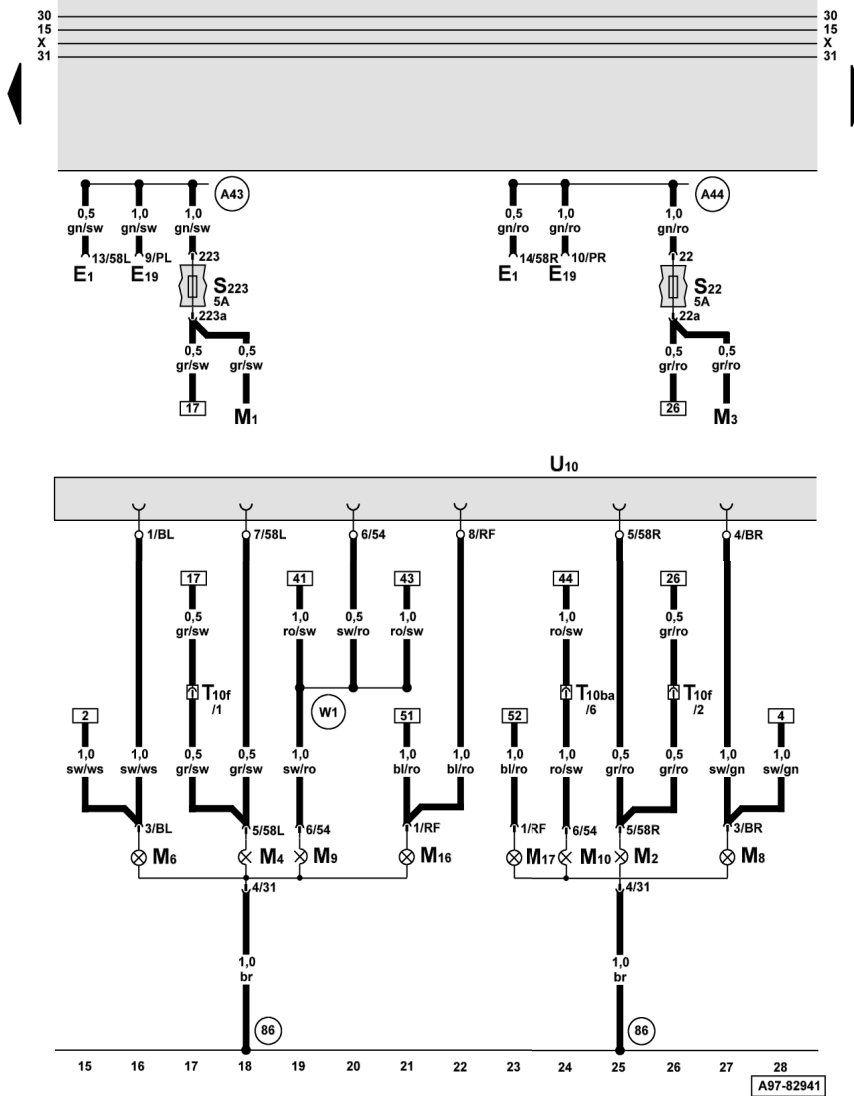 30 30
15 15
X X
31 31
A43 A44
0,5 1,0 1,0 0,5 1,0 1,0
gn/sw gn/sw gn/sw gn/ro gn/ro gn/ro
13/58L 9/PL 223 14/58R 10/PR 22
E1 E19 E1 E19
S223 S22
5A 5A
223a 22a
0,5 0,5 0,5 0,5
gr/sw gr/sw gr/ro gr/ro
17 M1 26 M3
U10
1/BL 7/58L 6/54 8/RF 5/58R 4/BR
17 41 43 44 26
0,5 1,0 0,5 1,0 1,0 0,5
gr/sw ro/sw sw/ro ro/sw ro/sw gr/ro
T10f T10ba T10f
/1 /6 /2
W1
2 51 52 4
1,0 1,0 0,5 0,5 1,0 1,0 1,0 1,0 1,0 0,5 0,5 1,0 1,0
sw/ws sw/ws gr/sw gr/sw sw/ro bl/ro bl/ro bl/ro ro/sw gr/ro gr/ro sw/gn sw/gn
3/BL 5/58L 6/54 1/RF 1/RF 6/54 5/58R 3/BR
M6 M4 M9 M16 M17 M10 M2 M8
4/31 4/31
1,0 1,0
br br
86 86
15 16 17 18 19 20 21 22 23 24 25 26 27 28
A97-82941